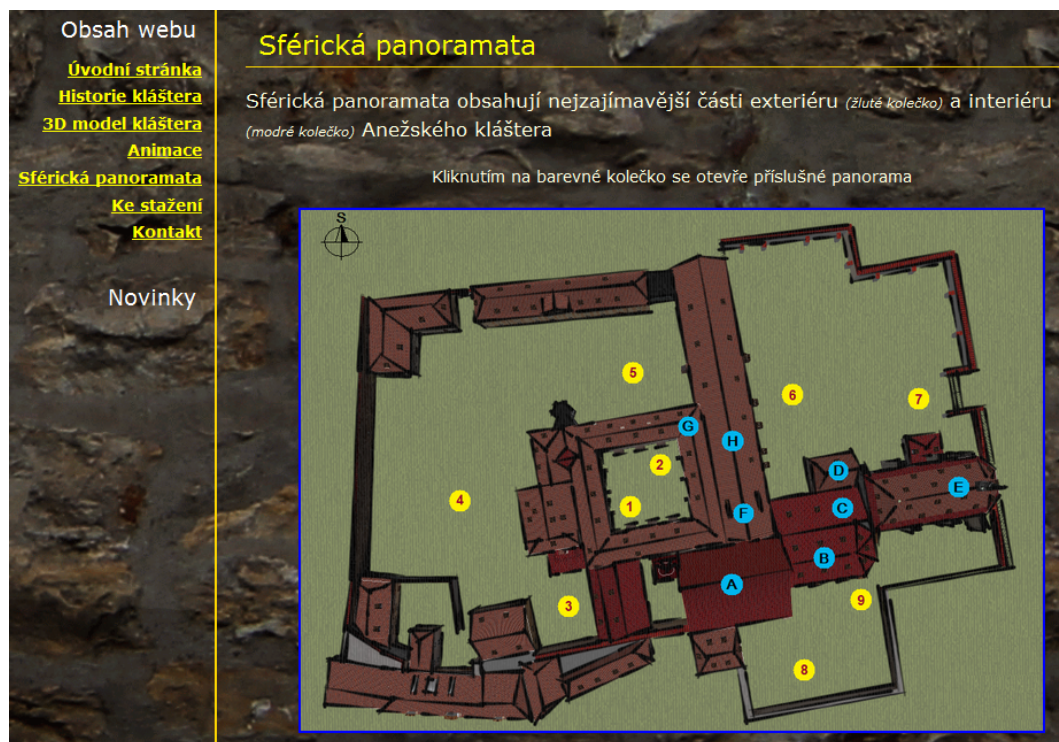 Obsah webu
Úvodní stránka
Historie kláštera
3D model kláštera
Animace
Sférická panoramata
Ke stažení
Kontakt
Novinky
Sférická panoramata
Sférická panoramata obsahují nejzajímavější části exteriéru (žluté kolečko) a interiéru
(modré kolečko) Anežského kláštera
Kliknutím na barevné kolečko se otevře příslušné panorama
S
5
6
7
G
H
2
D
4
E
1
F
C
B
A
3
9
8